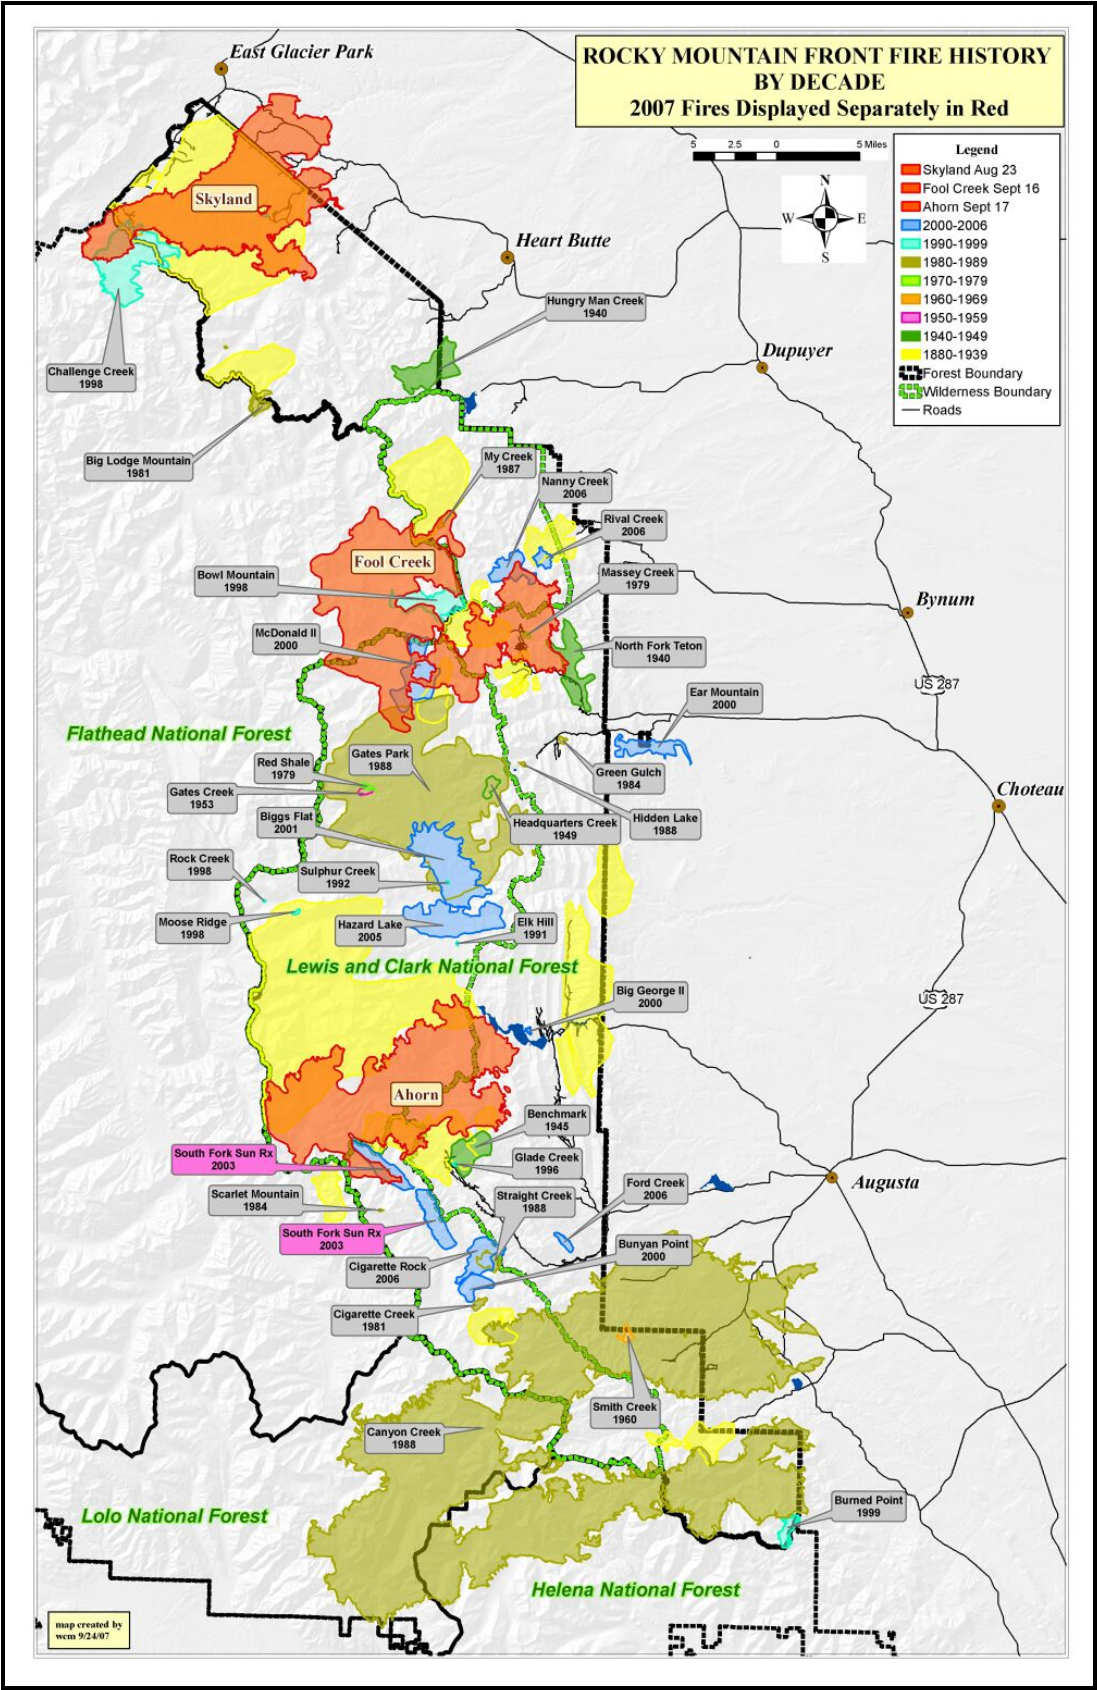 ROCKY MOUNTAIN FRONT FIRE HISTORY
BY DECADE
2007 Fires Displayed Separately in Red
East Glacier Park
5 2.5 0 5 Miles
N
W E
S
Legend
Skyland Aug 23
Fool Creek Sept 16
Ahorn Sept 17
2000-2006
1990-1999
1980-1989
1970-1979
1960-1969
1950-1959
1940-1949
1880-1939
Forest Boundary
Wilderness Boundary
Roads
Skyland
Heart Butte
Hungry Man Creek
1940
Dupuyer
Challenge Creek
1998
Big Lodge Mountain
1981
My Creek
1987
Nanny Creek
2006
Rival Creek
2006
Fool Creek
Bowl Mountain
1998
Massey Creek
1979
Bynum
McDonald II
2000
North Fork Teton
1940
US 287
Ear Mountain
2000
Flathead National Forest
Gates Park
1988
Red Shale
1979
Green Gulch
1984
Gates Creek
1953
Choteau
Biggs Flat
2001
Headquarters Creek
1949
Hidden Lake
1988
Rock Creek
1998
Sulphur Creek
1992
Moose Ridge
1998
Hazard Lake
2005
Elk Hill
1991
Lewis and Clark National Forest
Big George II
2000
US 287
Ahorn
Benchmark
1945
South Fork Sun Rx
2003
Glade Creek
1996
Scarlet Mountain
1984
Straight Creek
1988
Ford Creek
2006
Augusta
South Fork Sun Rx
2003
Bunyan Point
2000
Cigarette Rock
2006
Cigarette Creek
1981
Smith Creek
1960
Canyon Creek
1988
Lolo National Forest
Burned Point
1999
Helena National Forest
map created by
wcm 9/24/07